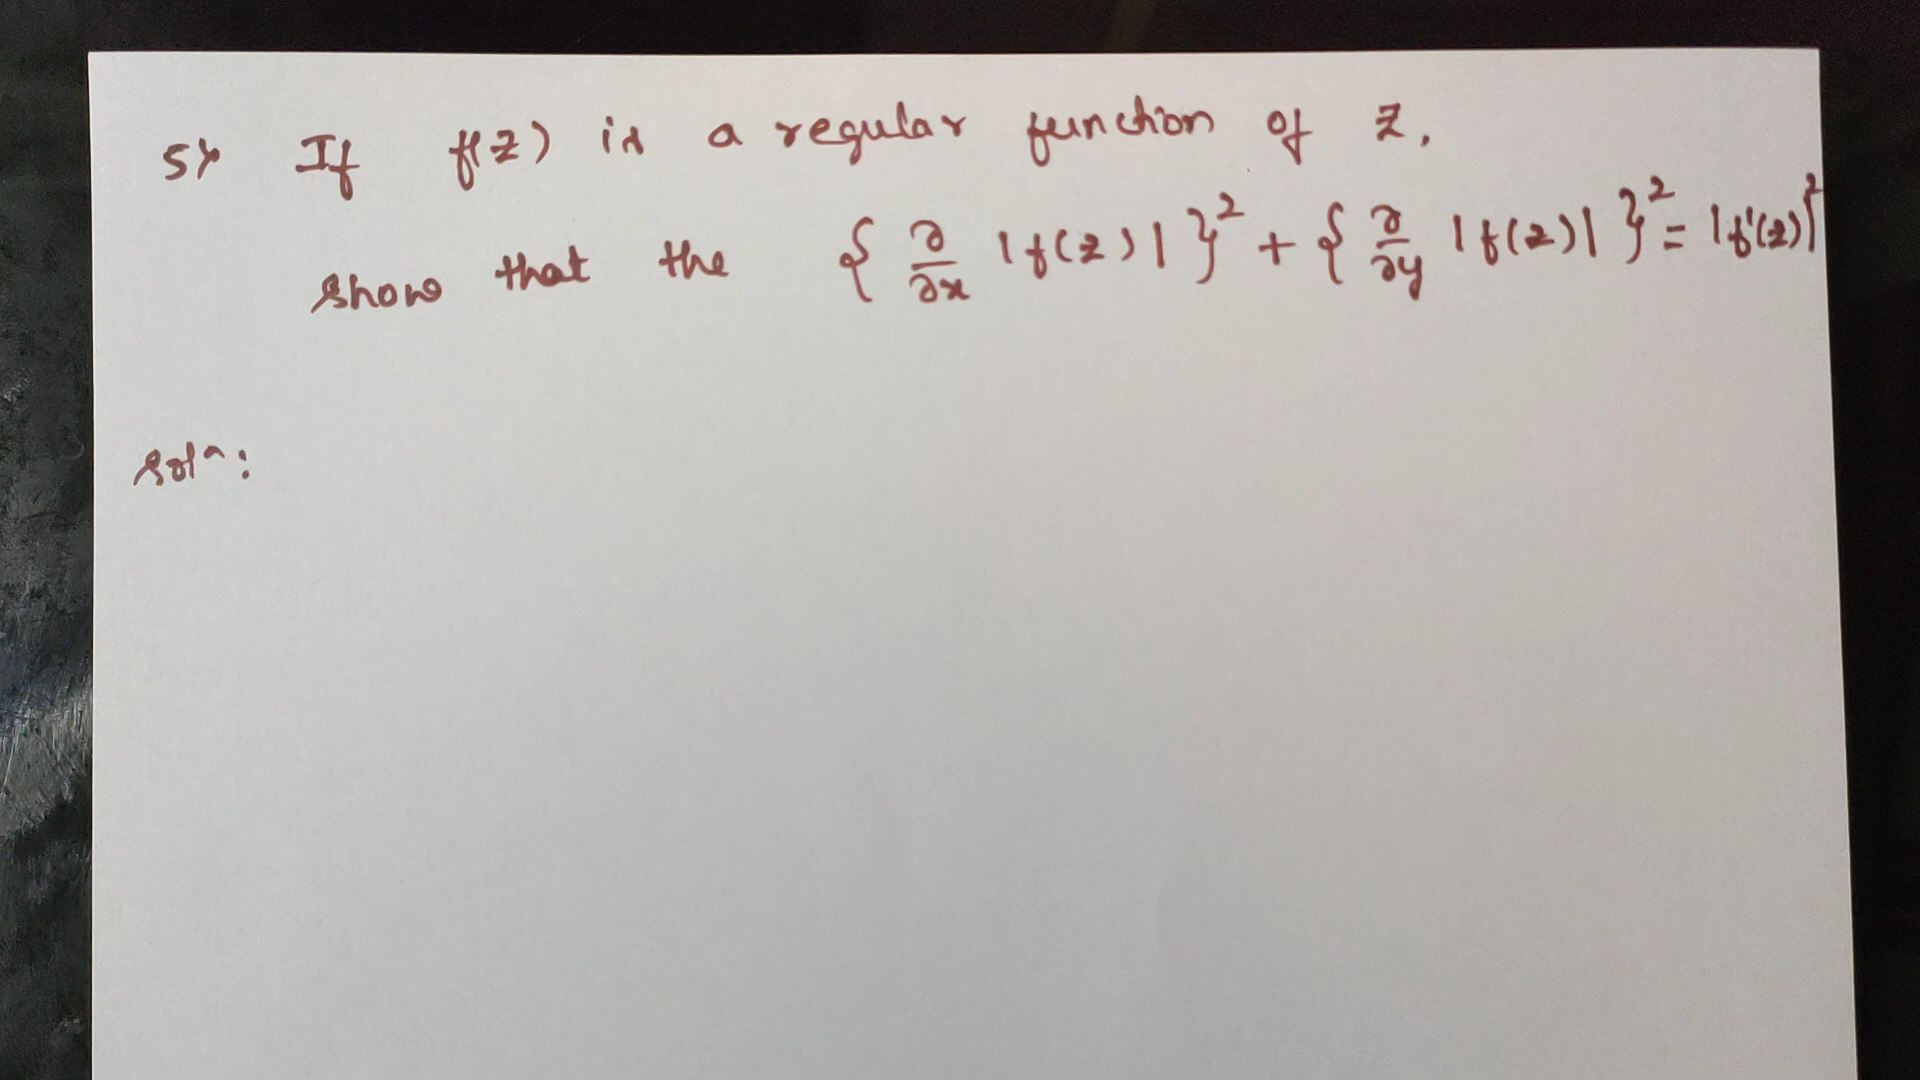 5) If f(z) is a regular function of z,
show that the { ∂/∂x |f(z)| }² + { ∂/∂y |f(z)| }² = |f'(z)|²
solⁿ: